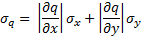 σ_q = |∂q/∂x| σ_x + |∂q/∂y| σ_y